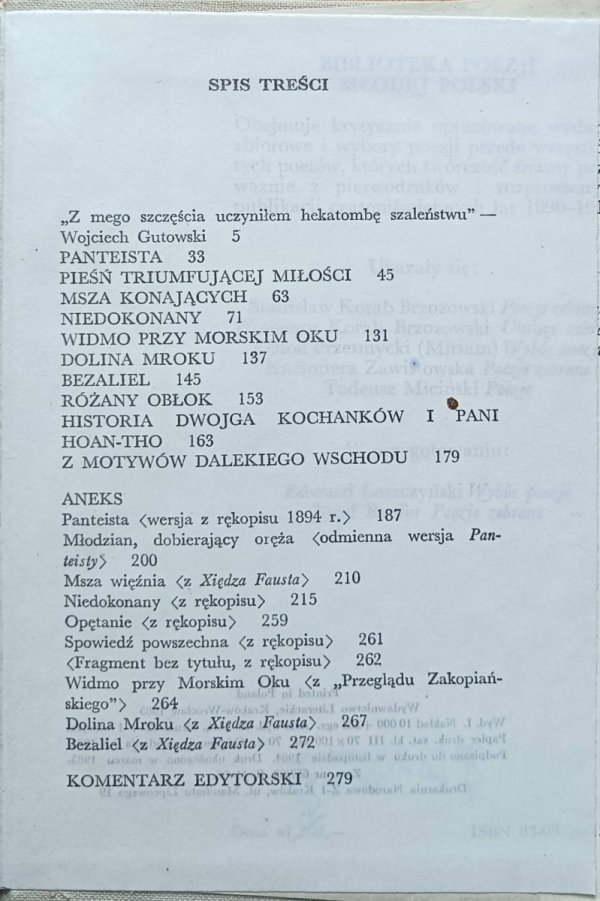 SPIS TREŚCI
„Z mego szczęścia uczyniłem hekatombę szaleństwu” —
Wojciech Gutowski 5
PANTEISTA 33
PIEŚŃ TRIUMFUJĄCEJ MIŁOŚCI 45
MSZA KONAJĄCYCH 63
NIEDOKONANY 71
WIDMO PRZY MORSKIM OKU 131
DOLINA MROKU 137
BEZALIEL 145
RÓŻANY OBŁOK 153
HISTORIA DWOJGA KOCHANKÓW I PANI
HOAN-THO 163
Z MOTYWÓW DALEKIEGO WSCHODU 179
ANEKS
Panteista ⟨wersja z rękopisu 1894 r.⟩ 187
Młodzian, dobierający oręża ⟨odmienna wersja Pan-
teisty⟩ 200
Msza więźnia ⟨z Xiędza Fausta⟩ 210
Niedokonany ⟨z rękopisu⟩ 215
Opętanie ⟨z rękopisu⟩ 259
Spowiedź powszechna ⟨z rękopisu⟩ 261
⟨Fragment bez tytułu, z rękopisu⟩ 262
Widmo przy Morskim Oku ⟨z „Przeglądu Zakopiań-
skiego”⟩ 264
Dolina Mroku ⟨z Xiędza Fausta⟩ 267
Bezaliel ⟨z Xiędza Fausta⟩ 272
KOMENTARZ EDYTORSKI 279